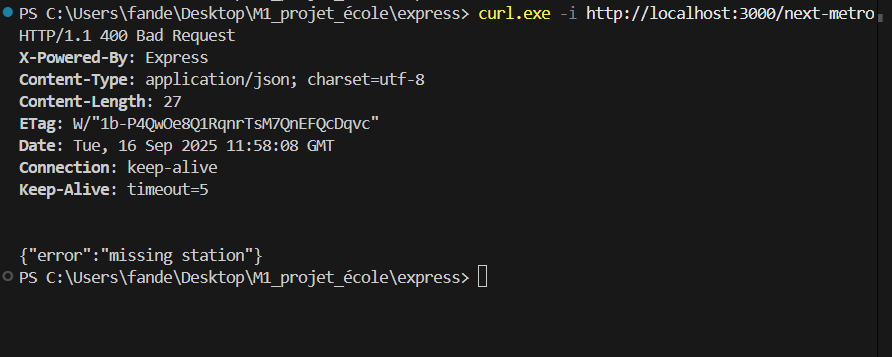 PS C:\Users\fande\Desktop\M1_projet_école\express> curl.exe -i http://localhost:3000/next-metro
HTTP/1.1 400 Bad Request
X-Powered-By: Express
Content-Type: application/json; charset=utf-8
Content-Length: 27
ETag: W/"1b-P4QwOe8Q1RqnrTsM7QnEFQcDqvc"
Date: Tue, 16 Sep 2025 11:58:08 GMT
Connection: keep-alive
Keep-Alive: timeout=5
{"error":"missing station"}
PS C:\Users\fande\Desktop\M1_projet_école\express>